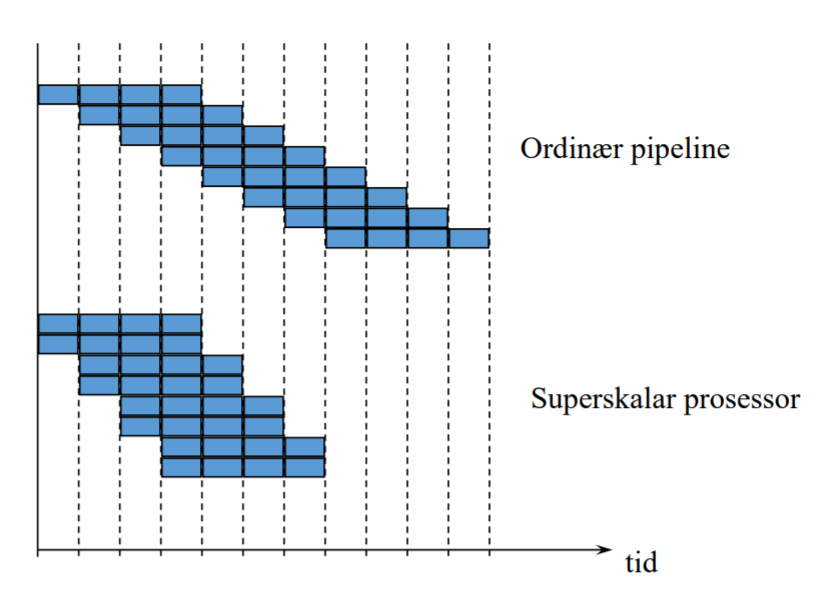 Ordinær pipeline
Superskalar prosessor
tid